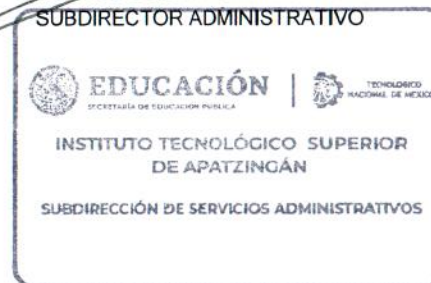 SUBDIRECTOR ADMINISTRATIVO
EDUCACIÓN
SECRETARÍA DE EDUCACIÓN PÚBLICA
TECNOLÓGICO
NACIONAL DE MÉXICO
INSTITUTO TECNOLÓGICO SUPERIOR
DE APATZINGÁN
SUBDIRECCIÓN DE SERVICIOS ADMINISTRATIVOS